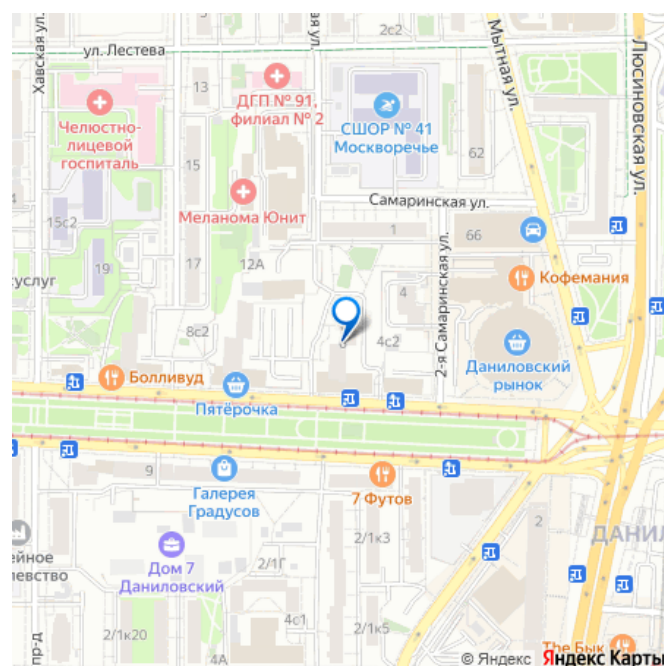 ул. Лестева
2с2
Хавская ул.
Мытная ул.
Люсиновская ул.
13
ДГП № 91,
филиал № 2
Челюстно-
лицевой
госпиталь
СШОР № 41
Москворечье
62
15
Меланома Юнит
Самаринская ул.
15с2
1
66
19
17
12А
Кофемания
4
2-я Самаринская ул.
8с2
4с2
Даниловский
рынок
Болливуд
Пятёрочка
9
Галерея
Градусов
7 Футов
2
2/1к3
Дом 7
Даниловский
2/1Г
4с1
2/1к20
4А
2/1к5
пр-д
The Бык
© Яндекс Яндекс Карты